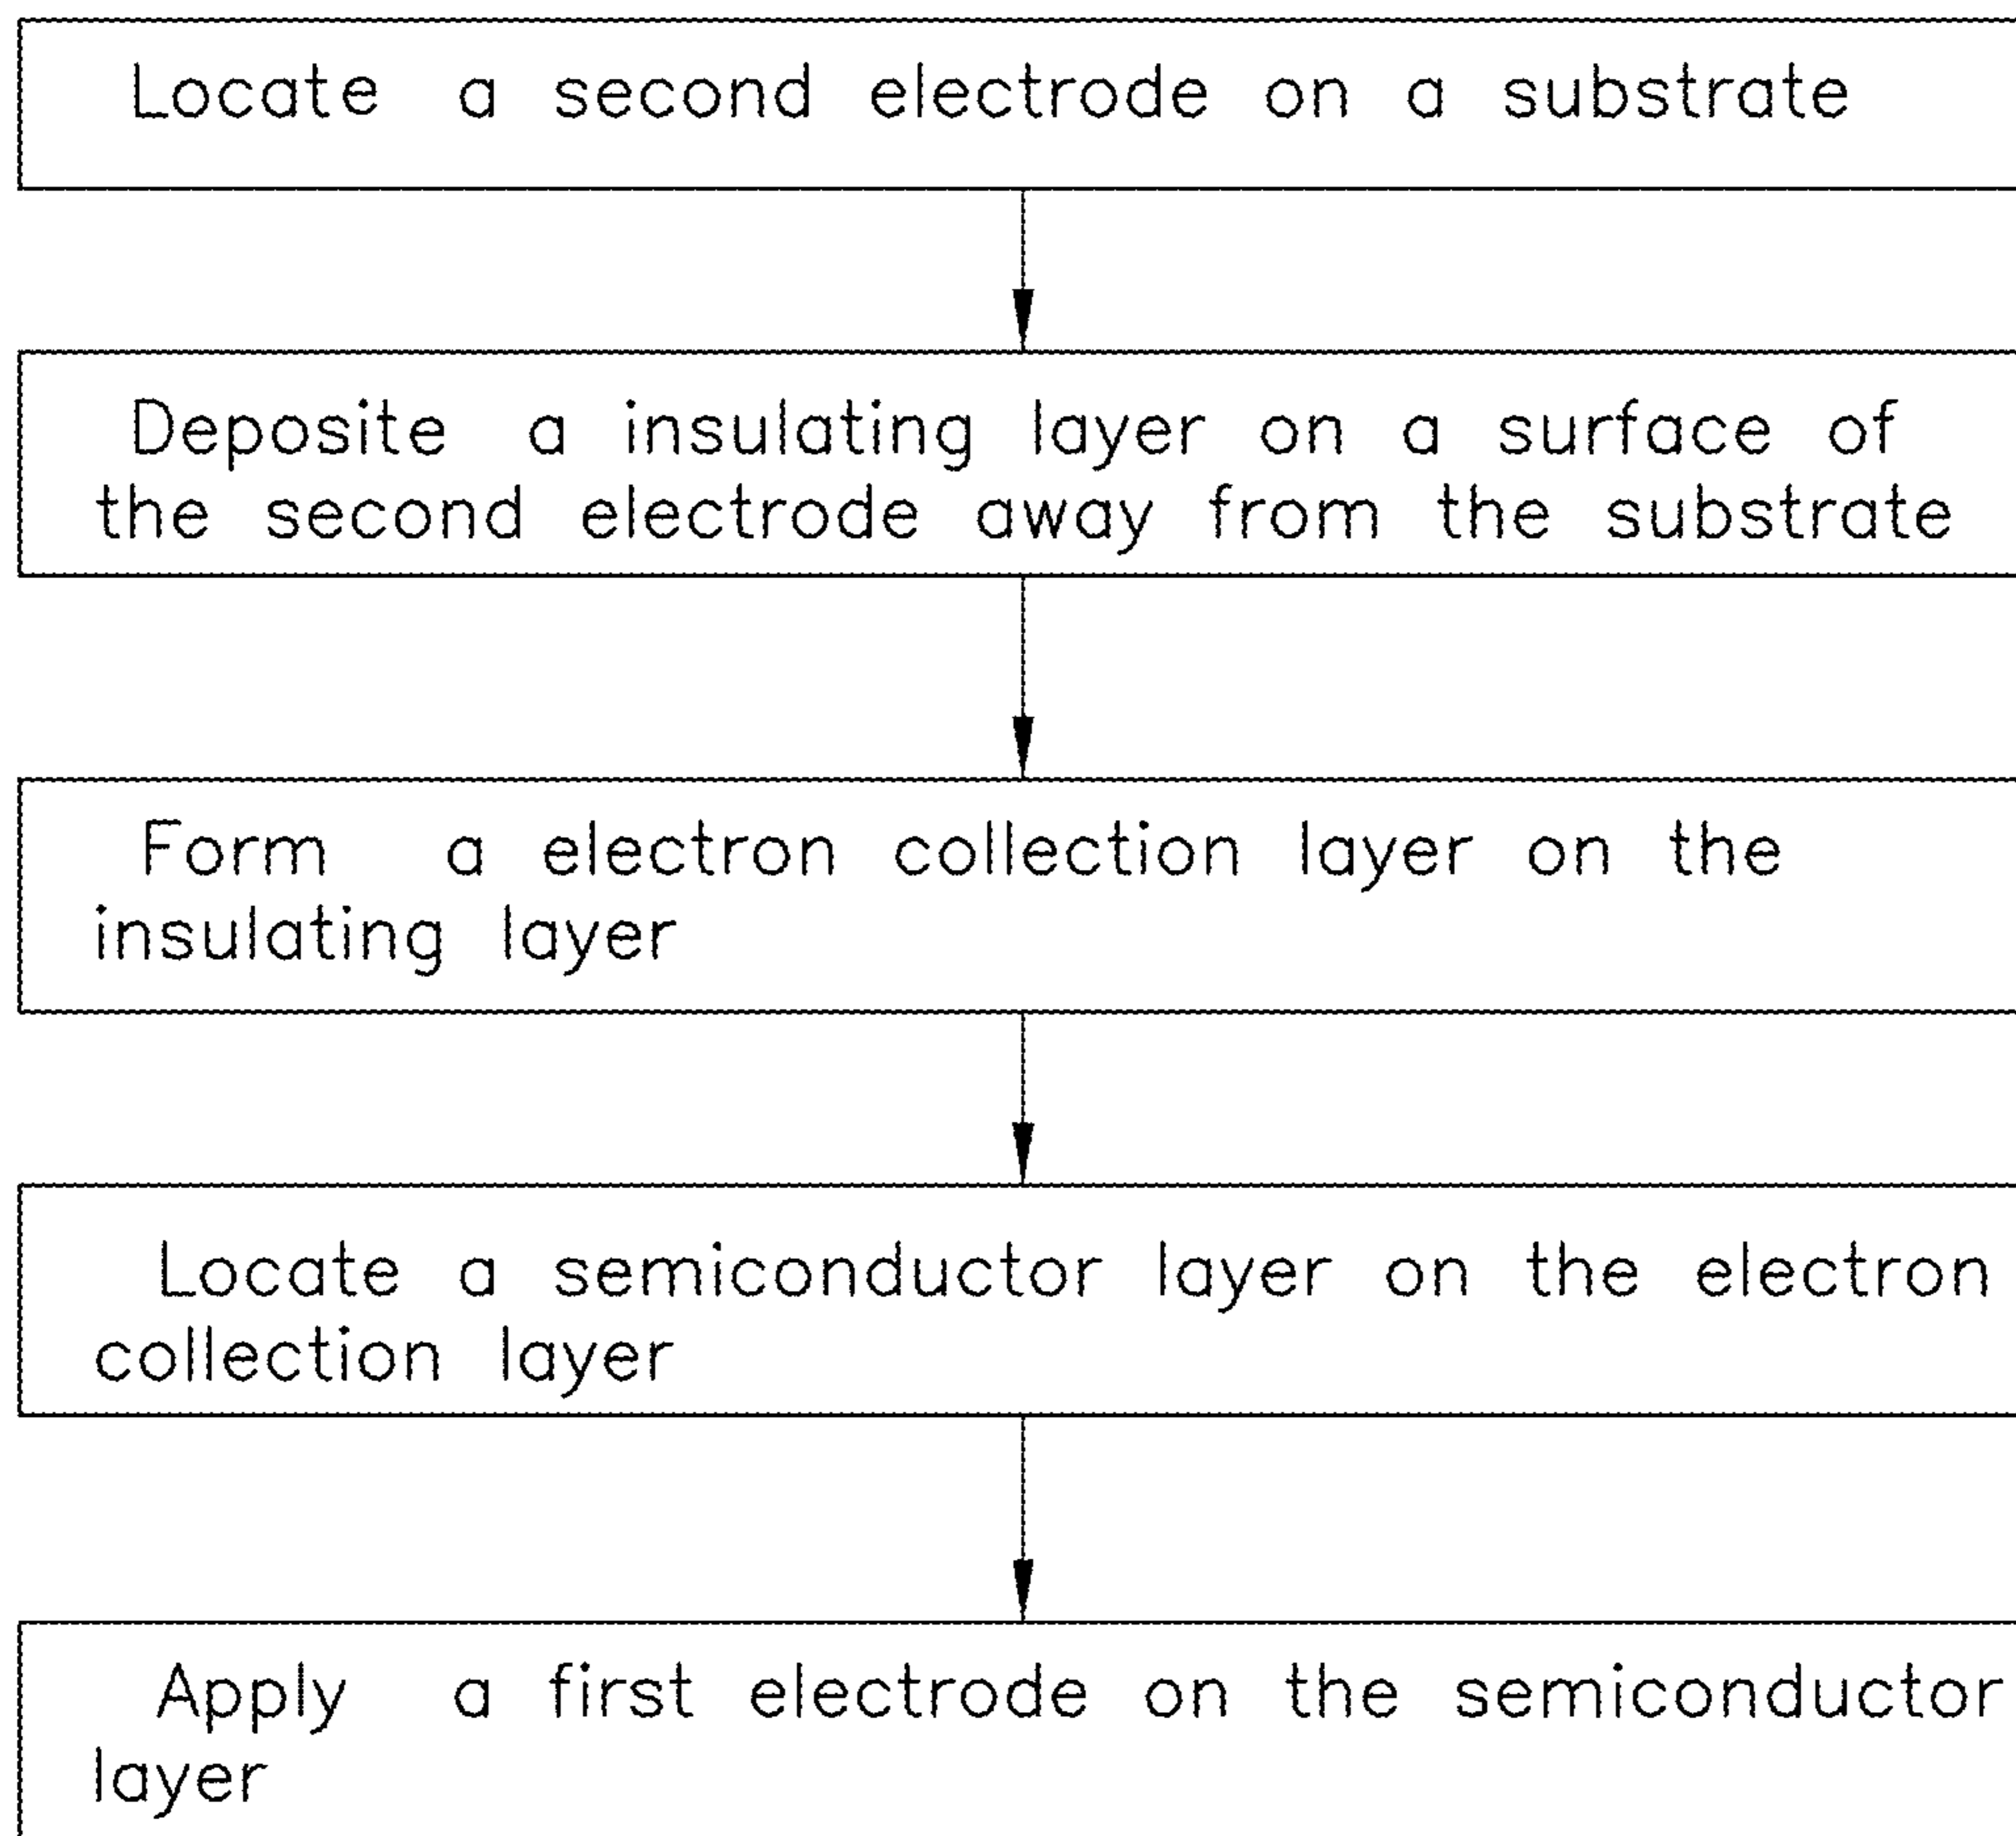 Locate a second electrode on a substrate
Deposite a insulating layer on a surface of
the second electrode away from the substrate
Form a electron collection layer on the
insulating layer
Locate a semiconductor layer on the electron
collection layer
Apply a first electrode on the semiconductor
layer